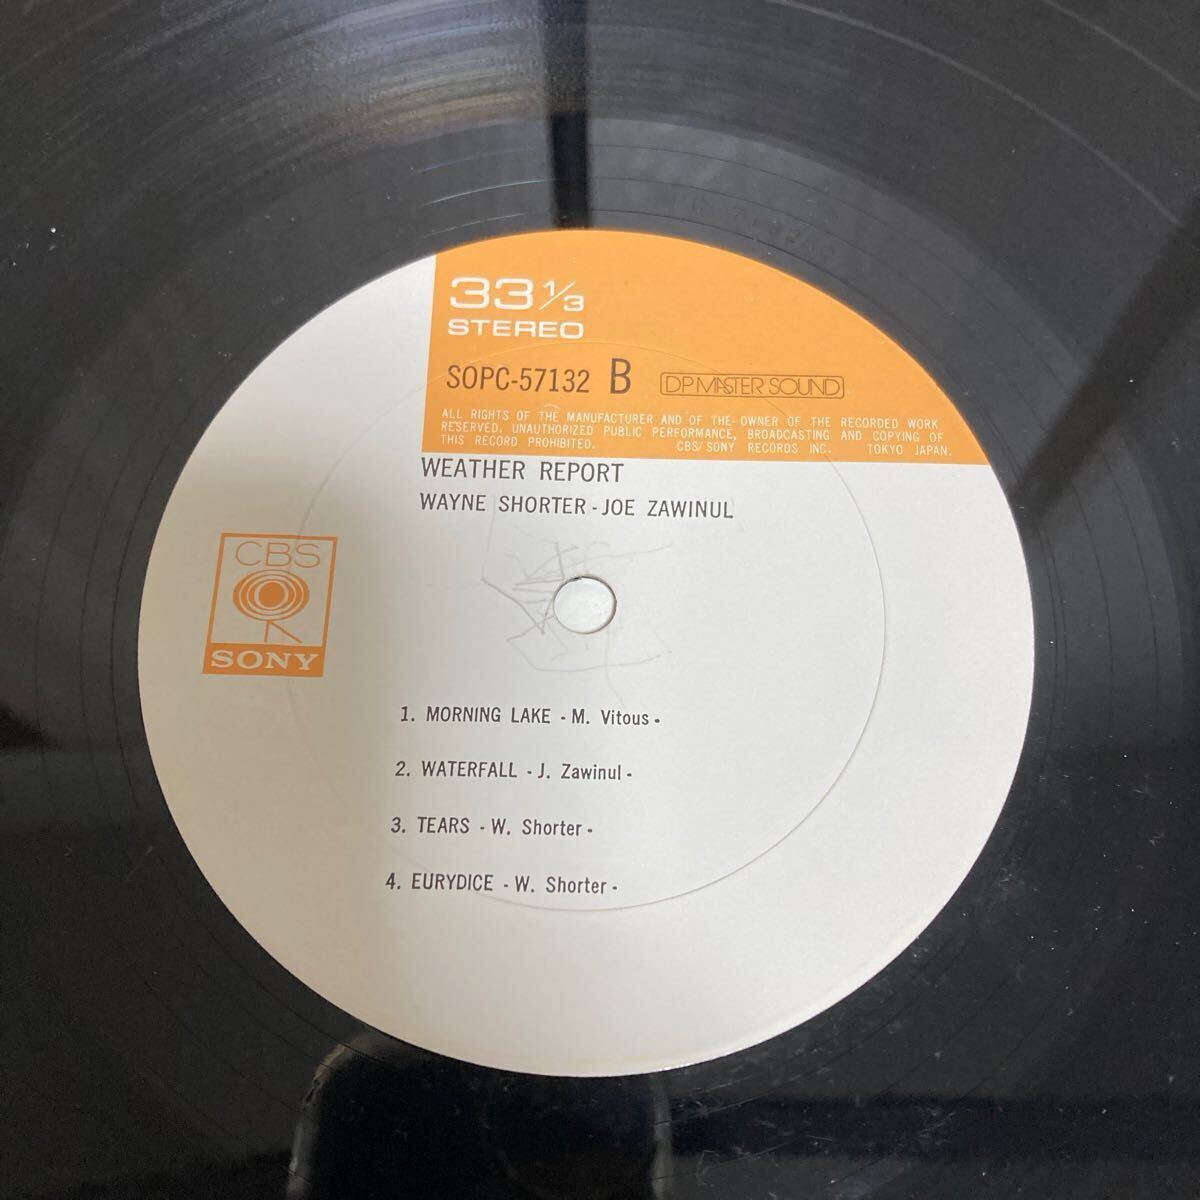 33 1/3
STEREO
SOPC-57132 B DP MASTER SOUND
ALL RIGHTS OF THE MANUFACTURER AND OF THE OWNER OF THE RECORDED WORK
RESERVED. UNAUTHORIZED PUBLIC PERFORMANCE, BROADCASTING AND COPYING OF
THIS RECORD PROHIBITED. CBS/SONY RECORDS INC. TOKYO JAPAN.
WEATHER REPORT
WAYNE SHORTER - JOE ZAWINUL
CBS
SONY
1. MORNING LAKE - M. Vitous -
2. WATERFALL - J. Zawinul -
3. TEARS - W. Shorter -
4. EURYDICE - W. Shorter -